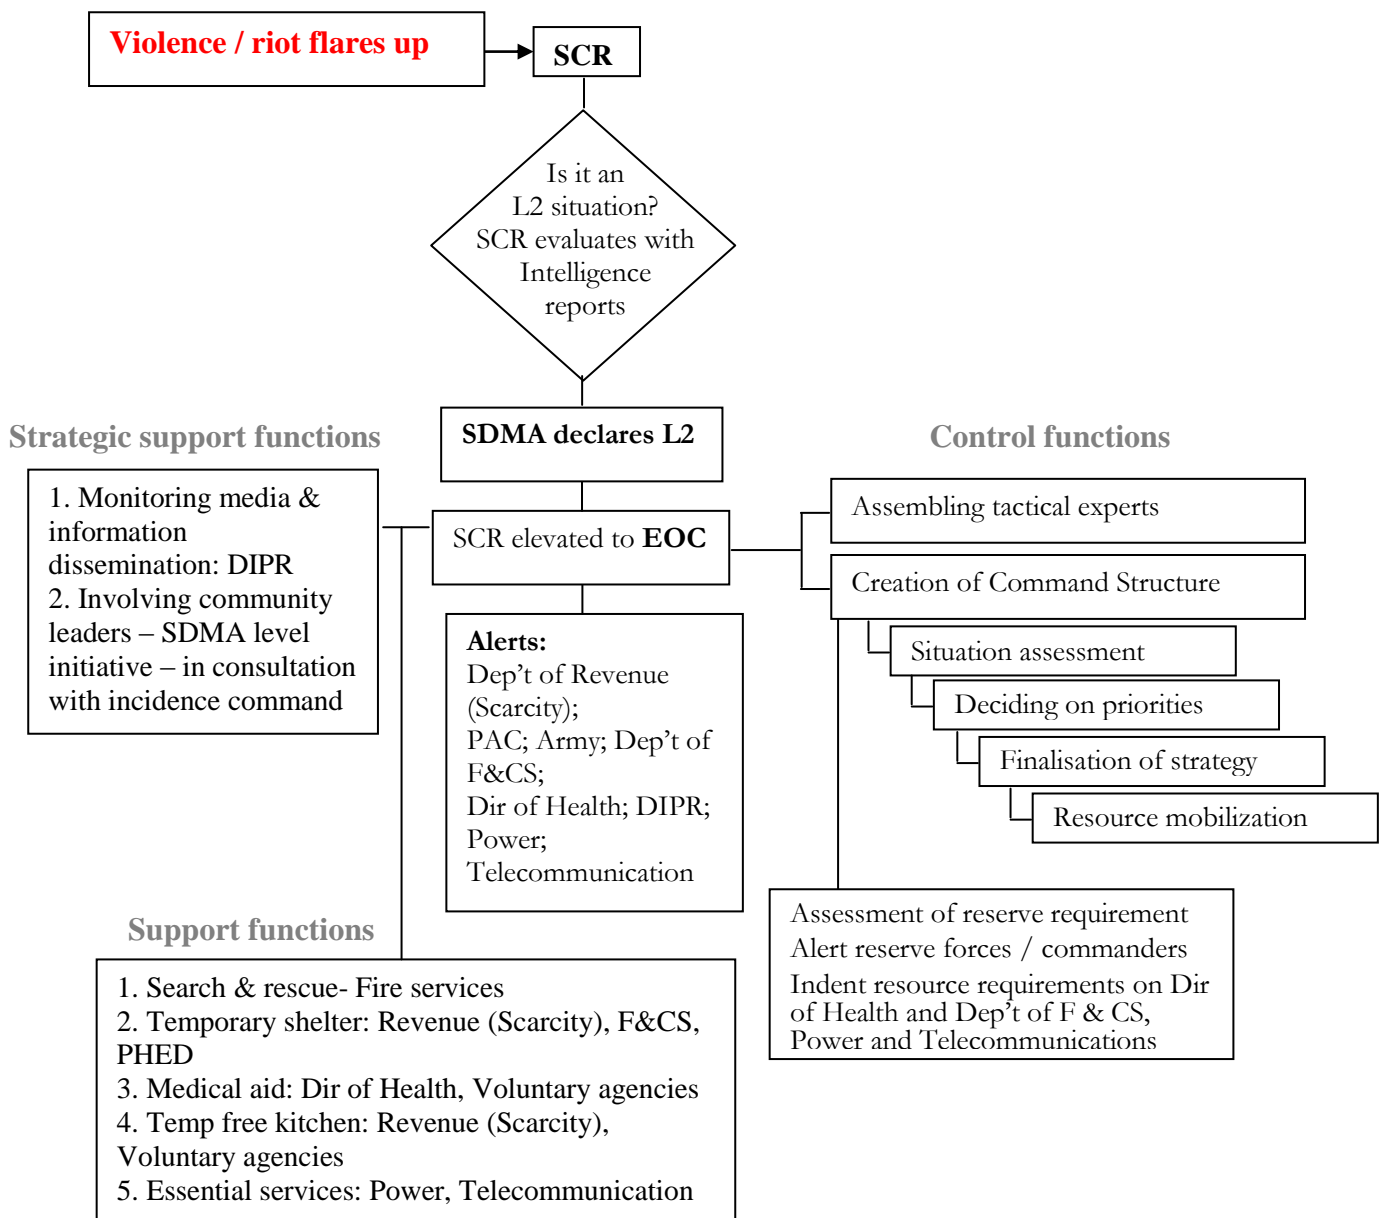 Violence / riot flares up
SCR
Is it an
L2 situation?
SCR evaluates with
Intelligence
reports
SDMA declares L2
Strategic support functions
1. Monitoring media &
information
dissemination: DIPR
2. Involving community
leaders – SDMA level
initiative – in consultation
with incidence command
SCR elevated to EOC
Control functions
Assembling tactical experts
Creation of Command Structure
Situation assessment
Deciding on priorities
Finalisation of strategy
Resource mobilization
Alerts:
Dep’t of Revenue
(Scarcity);
PAC; Army; Dep’t of
F&CS;
Dir of Health; DIPR;
Power;
Telecommunication
Assessment of reserve requirement
Alert reserve forces / commanders
Indent resource requirements on Dir
of Health and Dep’t of F & CS,
Power and Telecommunications
Support functions
1. Search & rescue- Fire services
2. Temporary shelter: Revenue (Scarcity), F&CS,
PHED
3. Medical aid: Dir of Health, Voluntary agencies
4. Temp free kitchen: Revenue (Scarcity),
Voluntary agencies
5. Essential services: Power, Telecommunication